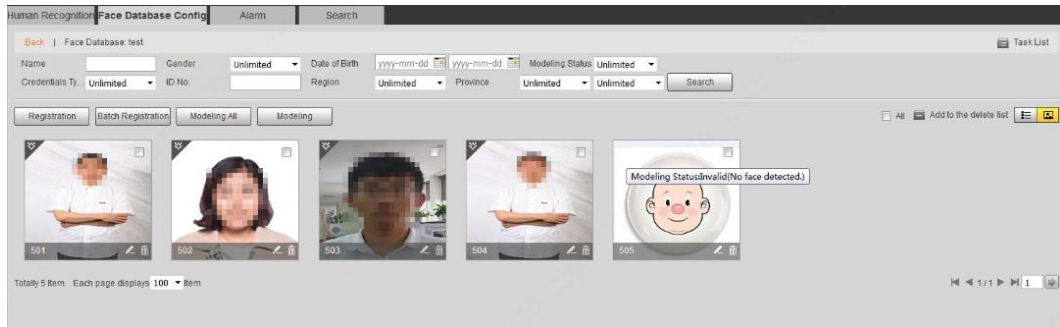 Human Recognition Face Database Config Alarm Search
Back | Face Database: test Task List
Name Gender Unlimited Date of Birth yyyy-mm-dd yyyy-mm-dd Modeling Status Unlimited
Credentials Ty... Unlimited ID No. Region Unlimited Province Unlimited Unlimited Search
Registration Batch Registration Modeling All Modeling All Add to the delete list
Modeling Status:Invalid(No face detected.)
501 502 503 504 505
Totally 5 Item Each page displays 100 Item 1/1 1